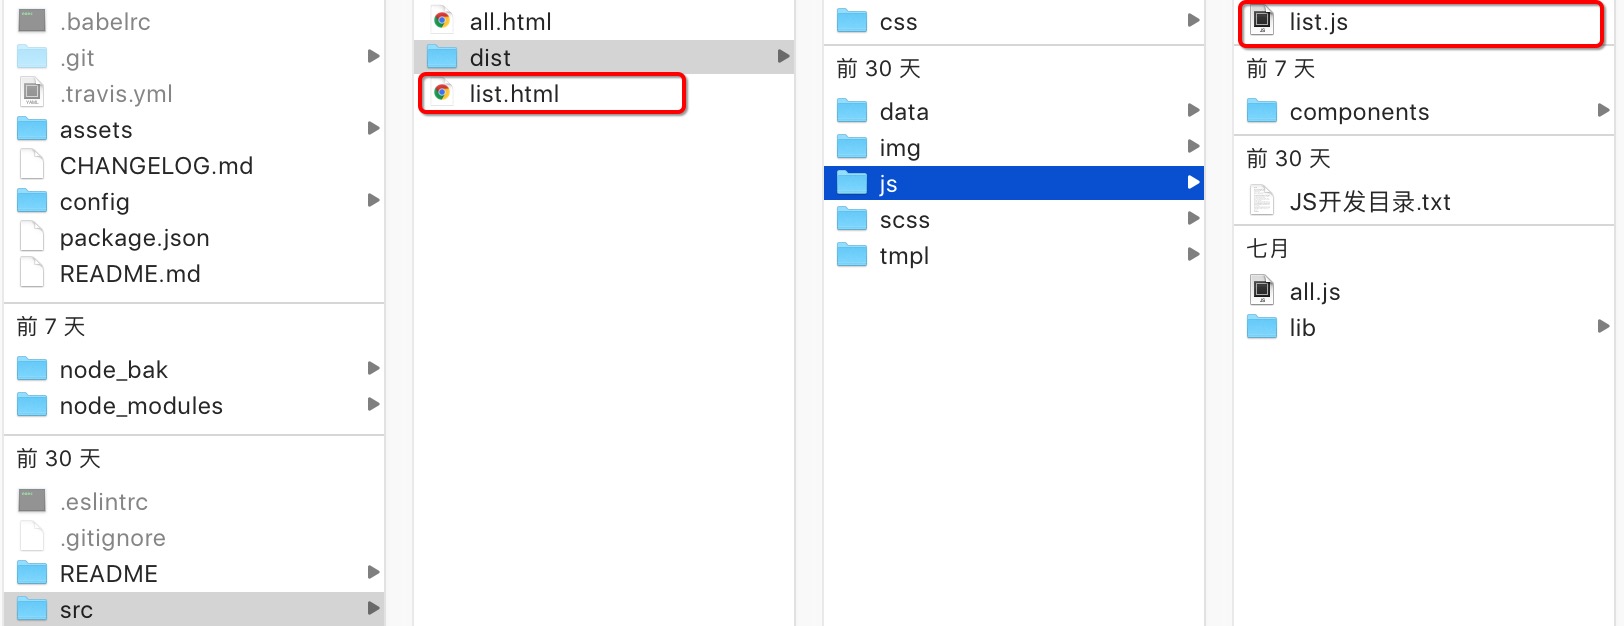 .babelrc
.git
.travis.yml
assets
CHANGELOG.md
config
package.json
README.md
前 7 天
node_bak
node_modules
前 30 天
.eslintrc
.gitignore
README
src
all.html
dist
list.html
css
前 30 天
data
img
js
scss
tmpl
list.js
前 7 天
components
前 30 天
JS开发目录.txt
七月
all.js
lib